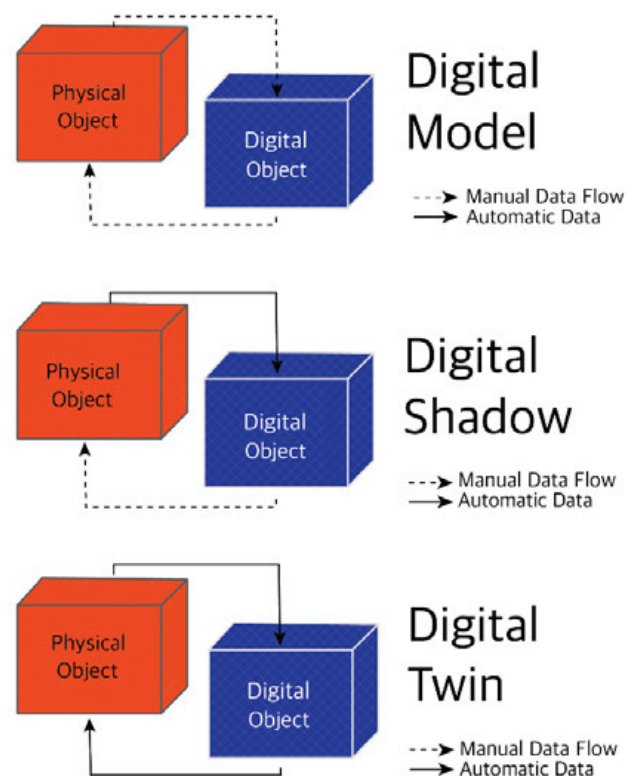 Physical
Object
Digital
Object
Digital
Model
Manual Data Flow
Automatic Data
Physical
Object
Digital
Object
Digital
Shadow
Manual Data Flow
Automatic Data
Physical
Object
Digital
Object
Digital
Twin
Manual Data Flow
Automatic Data